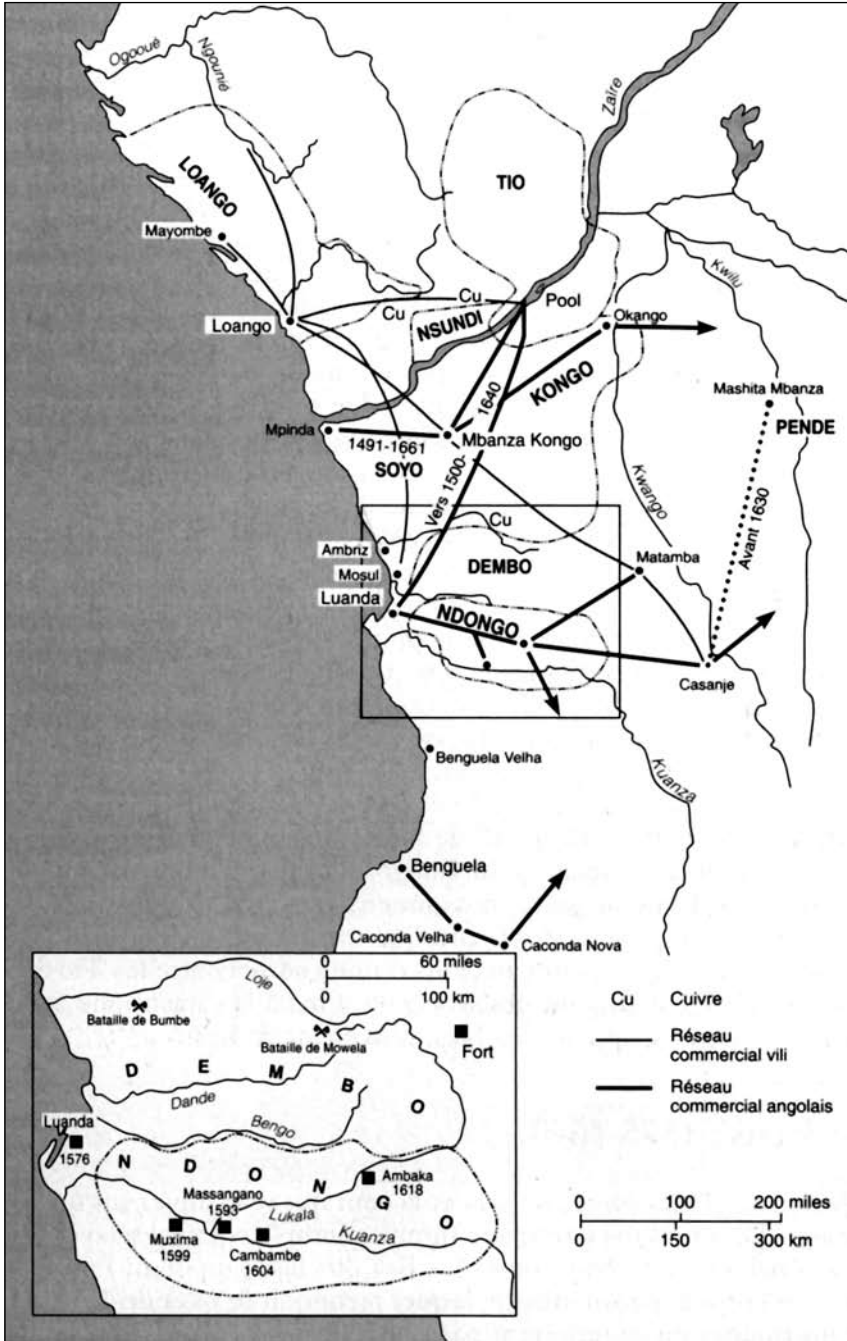 Ogooué
Ngounié
Zaïre
LOANGO
TIO
Mayombe
Kwilu
Cu
Cu
Pool
Loango
NSUNDI
Okango
1640
KONGO
Mashita Mbanza
Mpinda
1491-1661
Mbanza Kongo
PENDE
SOYO
Vers 1500
Kwango
Avant 1630
Cu
Ambriz
DEMBO
Matamba
Mosul
Luanda
NDONGO
Casanje
Benguela Velha
Kuanza
Benguela
Caconda Velha
Caconda Nova
0 60 miles
0 100 km
Loje
Bataille de Bumbe
Bataille de Mowela
Fort
DEMBO
Dande
Bengo
Luanda
1576
NDONGO
Ambaka
1618
Massangano
1593
Lukala
Muxima
1599
Cambambe
1604
Kuanza
Cu Cuivre
Réseau
commercial vili
Réseau
commercial angolais
0 100 200 miles
0 150 300 km